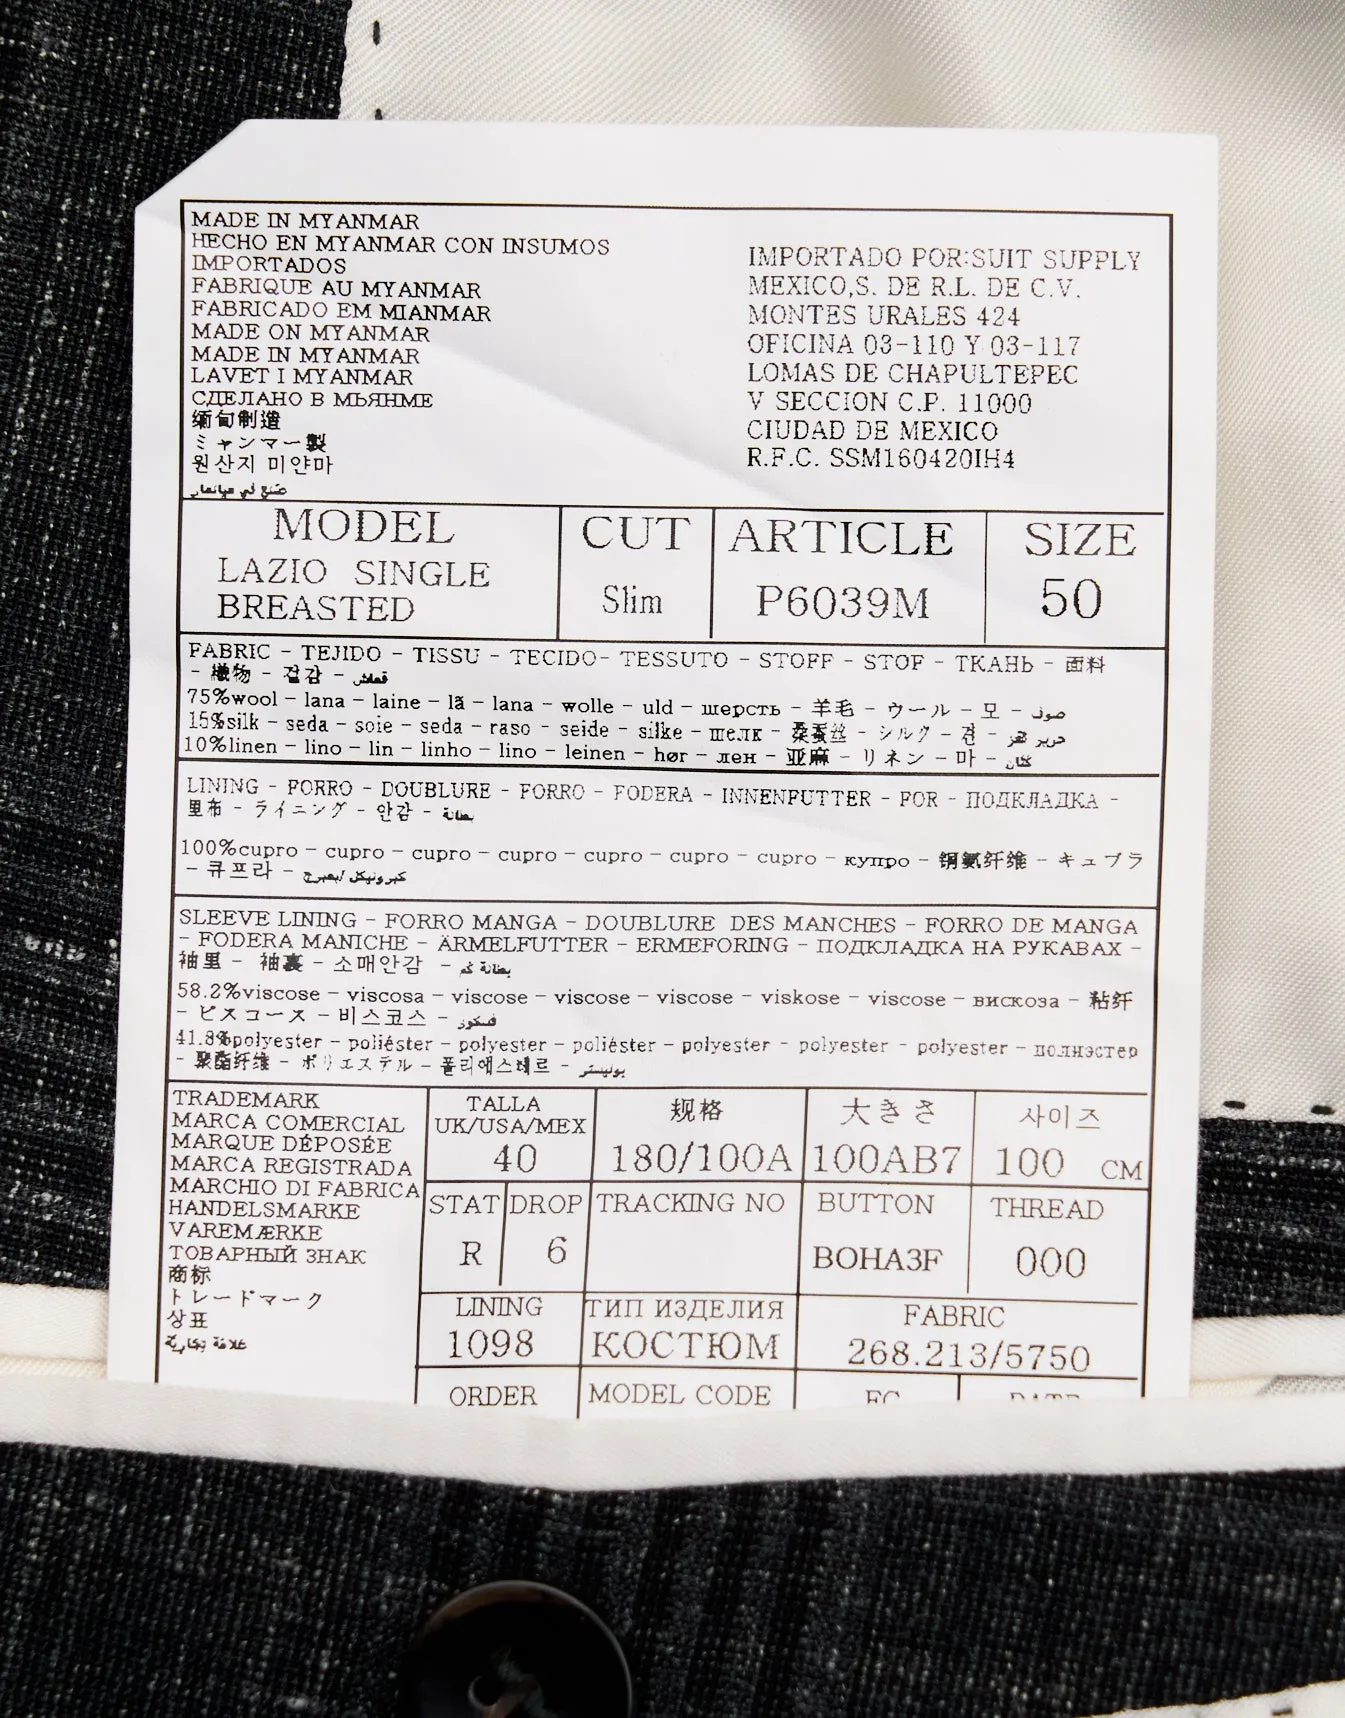 MADE IN MYANMAR
HECHO EN MYANMAR CON INSUMOS
IMPORTADOS
FABRIQUE AU MYANMAR
FABRICADO EM MIANMAR
MADE ON MYANMAR
MADE IN MYANMAR
LAVET I MYANMAR
СДЕЛАНО В МЬЯНМЕ
缅甸制造
ミャンマー製
원산지 미얀마
صنع في ميانمار
IMPORTADO POR:SUIT SUPPLY
MEXICO,S. DE R.L. DE C.V.
MONTES URALES 424
OFICINA 03-110 Y 03-117
LOMAS DE CHAPULTEPEC
V SECCION C.P. 11000
CIUDAD DE MEXICO
R.F.C. SSM160420IH4
MODEL
LAZIO SINGLE
BREASTED
CUT
Slim
ARTICLE
P6039M
SIZE
50
FABRIC - TEJIDO - TISSU - TECIDO- TESSUTO - STOFF - STOF - ТКАНЬ - 面料
- 織物 - 겉감 - قماش
75%wool - lana - laine - lã - lana - wolle - uld - шерсть - 羊毛 - ウール - 모 - صوف
15%silk - seda - soie - seda - raso - seide - silke - шелк - 桑蚕丝 - シルク - 견 -
10%linen - lino - lin - linho - lino - leinen - hør - лен - 亚麻 - リネン - 마 - كتان
LINING - FORRO - DOUBLURE - FORRO - FODERA - INNENFUTTER - FOR - ПОДКЛАДКА -
里布 - ライニング - 안감 - بطانة
100%cupro - cupro - cupro - cupro - cupro - cupro - cupro - купро - 铜氨纤维 - キュプラ
- 큐프라 -
SLEEVE LINING - FORRO MANGA - DOUBLURE DES MANCHES - FORRO DE MANGA
- FODERA MANICHE - ÄRMELFUTTER - ERMEFORING - ПОДКЛАДКА НА РУКАВАХ -
袖里 - 袖裏 - 소매안감 - بطانة كم
58.2%viscose - viscosa - viscose - viscose - viscose - viskose - viscose - вискоза - 粘纤
- ビスコース - 비스코스 - فسكوز
41.8%polyester - poliéster - polyester - poliéster - polyester - polyester - polyester - полиэстер
- 聚酯纤维 - ポリエステル - 폴리에스테르 - بوليستر
TRADEMARK
MARCA COMERCIAL
MARQUE DÉPOSÉE
MARCA REGISTRADA
MARCHIO DI FABRICA
HANDELSMARKE
VAREMÆRKE
ТОВАРНЫЙ ЗНАК
商标
トレードマーク
상표
علامة تجارية
TALLA
UK/USA/MEX
40
规格
180/100A
大きさ
100AB7
사이즈
100 CM
STAT
R
DROP
6
TRACKING NO
BUTTON
BOHA3F
THREAD
000
LINING
1098
ТИП ИЗДЕЛИЯ
КОСТЮМ
FABRIC
268.213/5750
ORDER
MODEL CODE